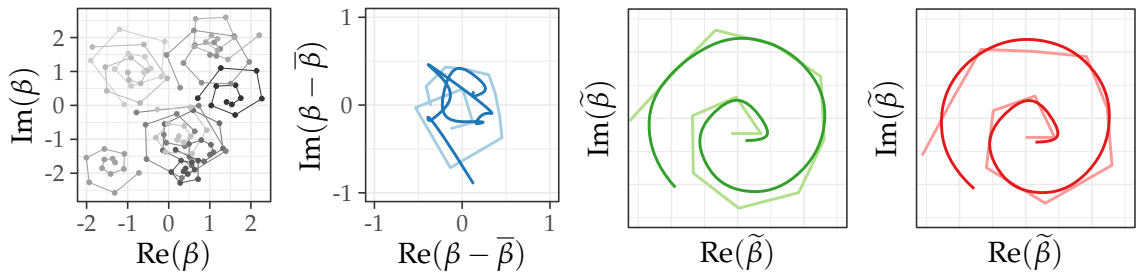 2
1
0
-1
-2
-2 -1 0 1 2
Re(β)
Im(β)
1
0
-1
-1 0 1
Re(β − β̅)
Im(β − β̅)
Re(β̃)
Im(β̃)
Re(β̃)
Im(β̃)